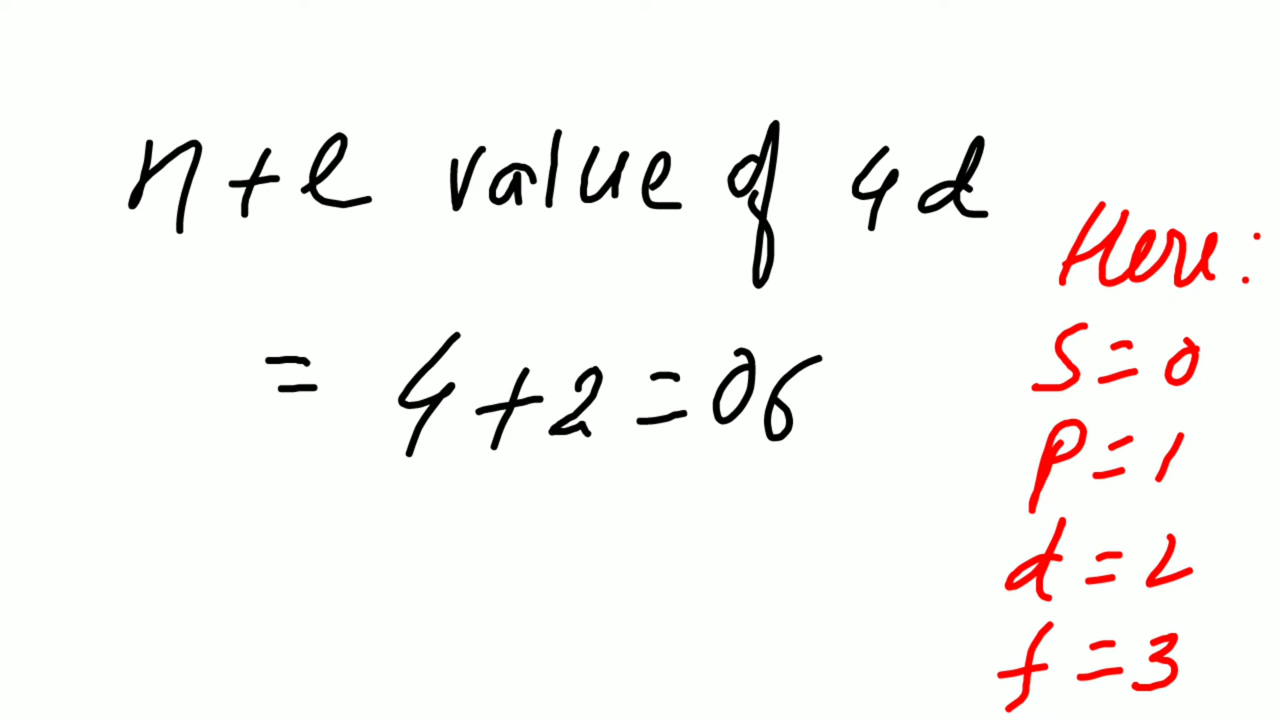 n+l value of 4d
= 4+2=06
Here:
S=0
P=1
d=2
f=3